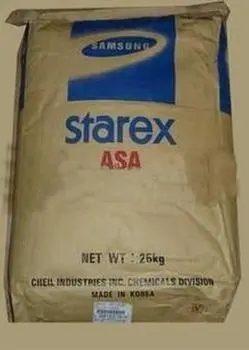 SAMSUNG
starex
ASA
NET WT : 25kg
CHEIL INDUSTRIES INC. CHEMICALS DIVISION
MADE IN KOREA